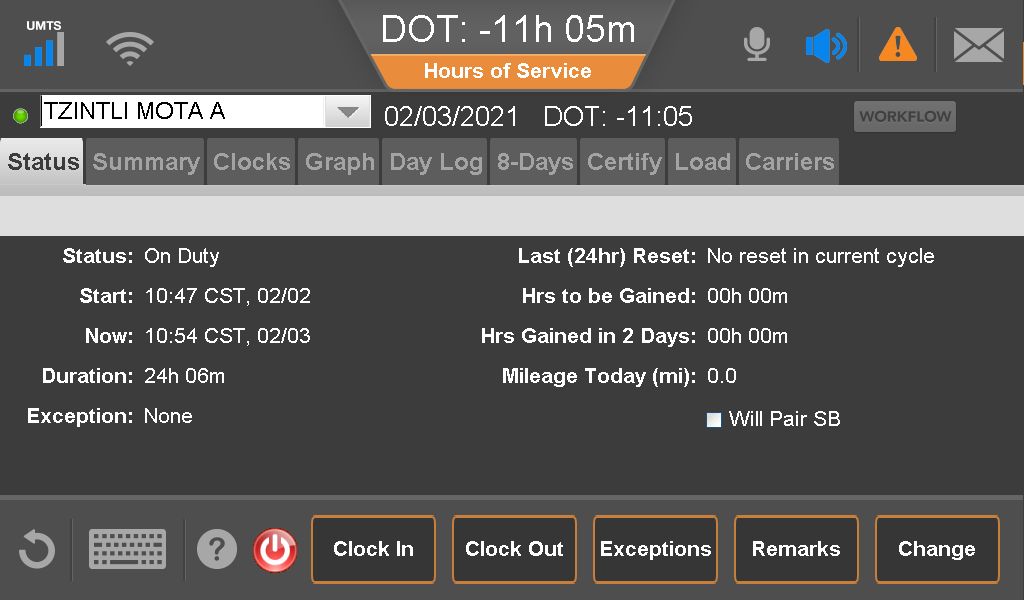 UMTS
DOT: -11h 05m
Hours of Service
TZINTLI MOTA A 02/03/2021 DOT: -11:05 WORKFLOW
Status Summary Clocks Graph Day Log 8-Days Certify Load Carriers
Status: On Duty
Start: 10:47 CST, 02/02
Now: 10:54 CST, 02/03
Duration: 24h 06m
Exception: None
Last (24hr) Reset: No reset in current cycle
Hrs to be Gained: 00h 00m
Hrs Gained in 2 Days: 00h 00m
Mileage Today (mi): 0.0
Will Pair SB
? Clock In Clock Out Exceptions Remarks Change